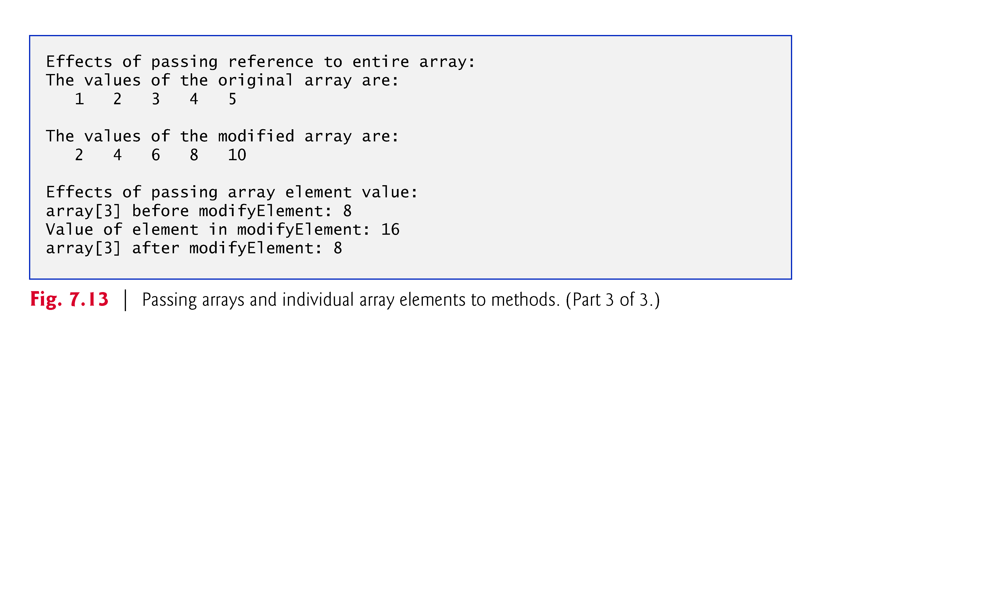 Effects of passing reference to entire array:
The values of the original array are:
   1   2   3   4   5
The values of the modified array are:
   2   4   6   8   10
Effects of passing array element value:
array[3] before modifyElement: 8
Value of element in modifyElement: 16
array[3] after modifyElement: 8
Fig. 7.13 | Passing arrays and individual array elements to methods. (Part 3 of 3.)